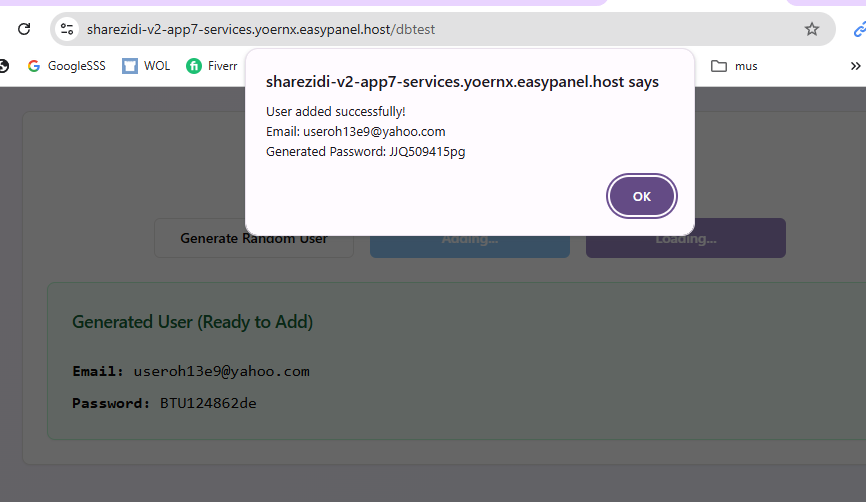 sharezidi-v2-app7-services.yoernx.easypanel.host/dbtest
GoogleSSS
WOL
Fiverr
mus
sharezidi-v2-app7-services.yoernx.easypanel.host says
User added successfully!
Email: useroh13e9@yahoo.com
Generated Password: JJQ509415pg
OK
Generate Random User
Adding...
Loading...
Generated User (Ready to Add)
Email: useroh13e9@yahoo.com
Password: BTU124862de